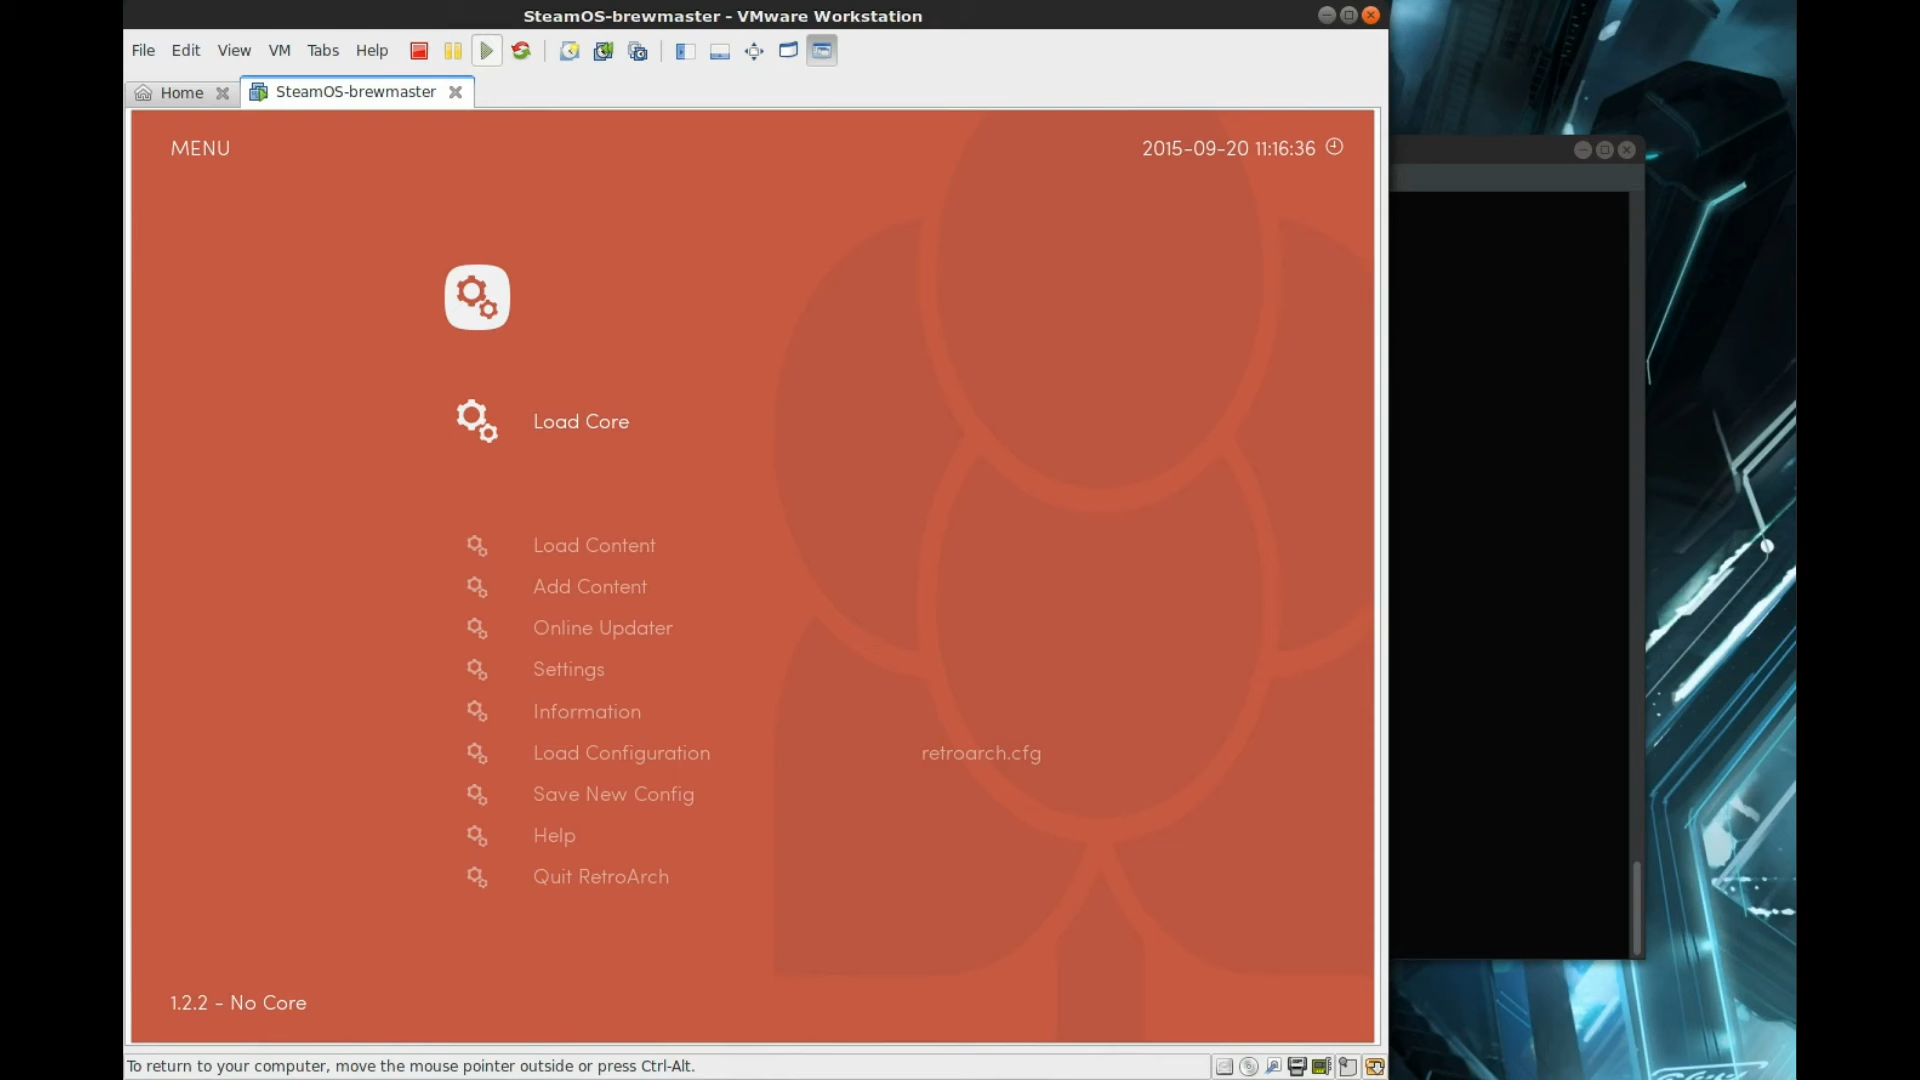 SteamOS-brewmaster - VMware Workstation
File Edit View VM Tabs Help
Home SteamOS-brewmaster
MENU 2015-09-20 11:16:36
Load Core
Load Content
Add Content
Online Updater
Settings
Information
Load Configuration retroarch.cfg
Save New Config
Help
Quit RetroArch
1.2.2 - No Core
To return to your computer, move the mouse pointer outside or press Ctrl-Alt.